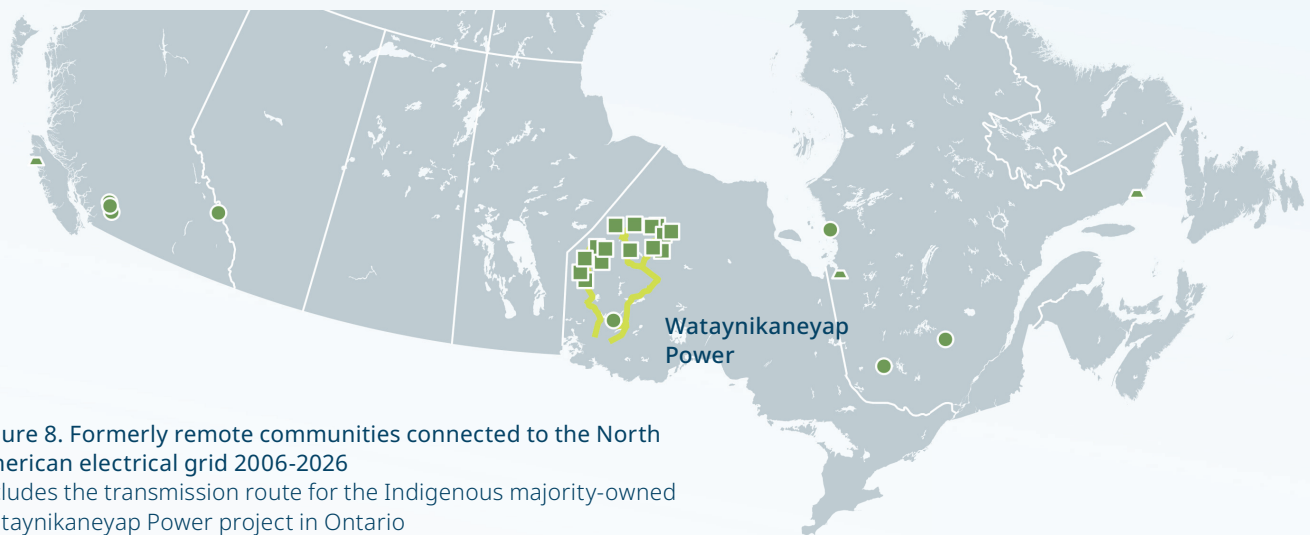 Wataynikaneyap
Power
ure 8. Formerly remote communities connected to the North
erican electrical grid 2006-2026
ludes the transmission route for the Indigenous majority-owned
taynikaneyap Power project in Ontario